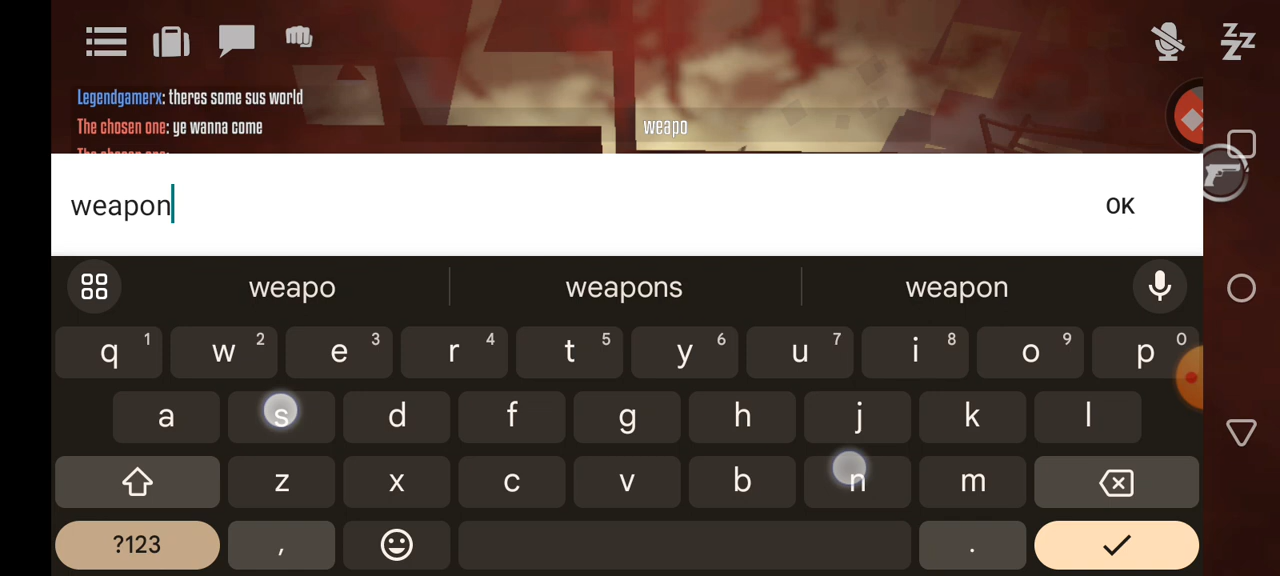 Legendgamerx: theres some sus world
The chosen one: ye wanna come
weapo
weapon
OK
weapo weapons weapon
q 1 w 2 e 3 r 4 t 5 y 6 u 7 i 8 o 9 p 0
a s d f g h j k l
z x c v b n m
?123 , .